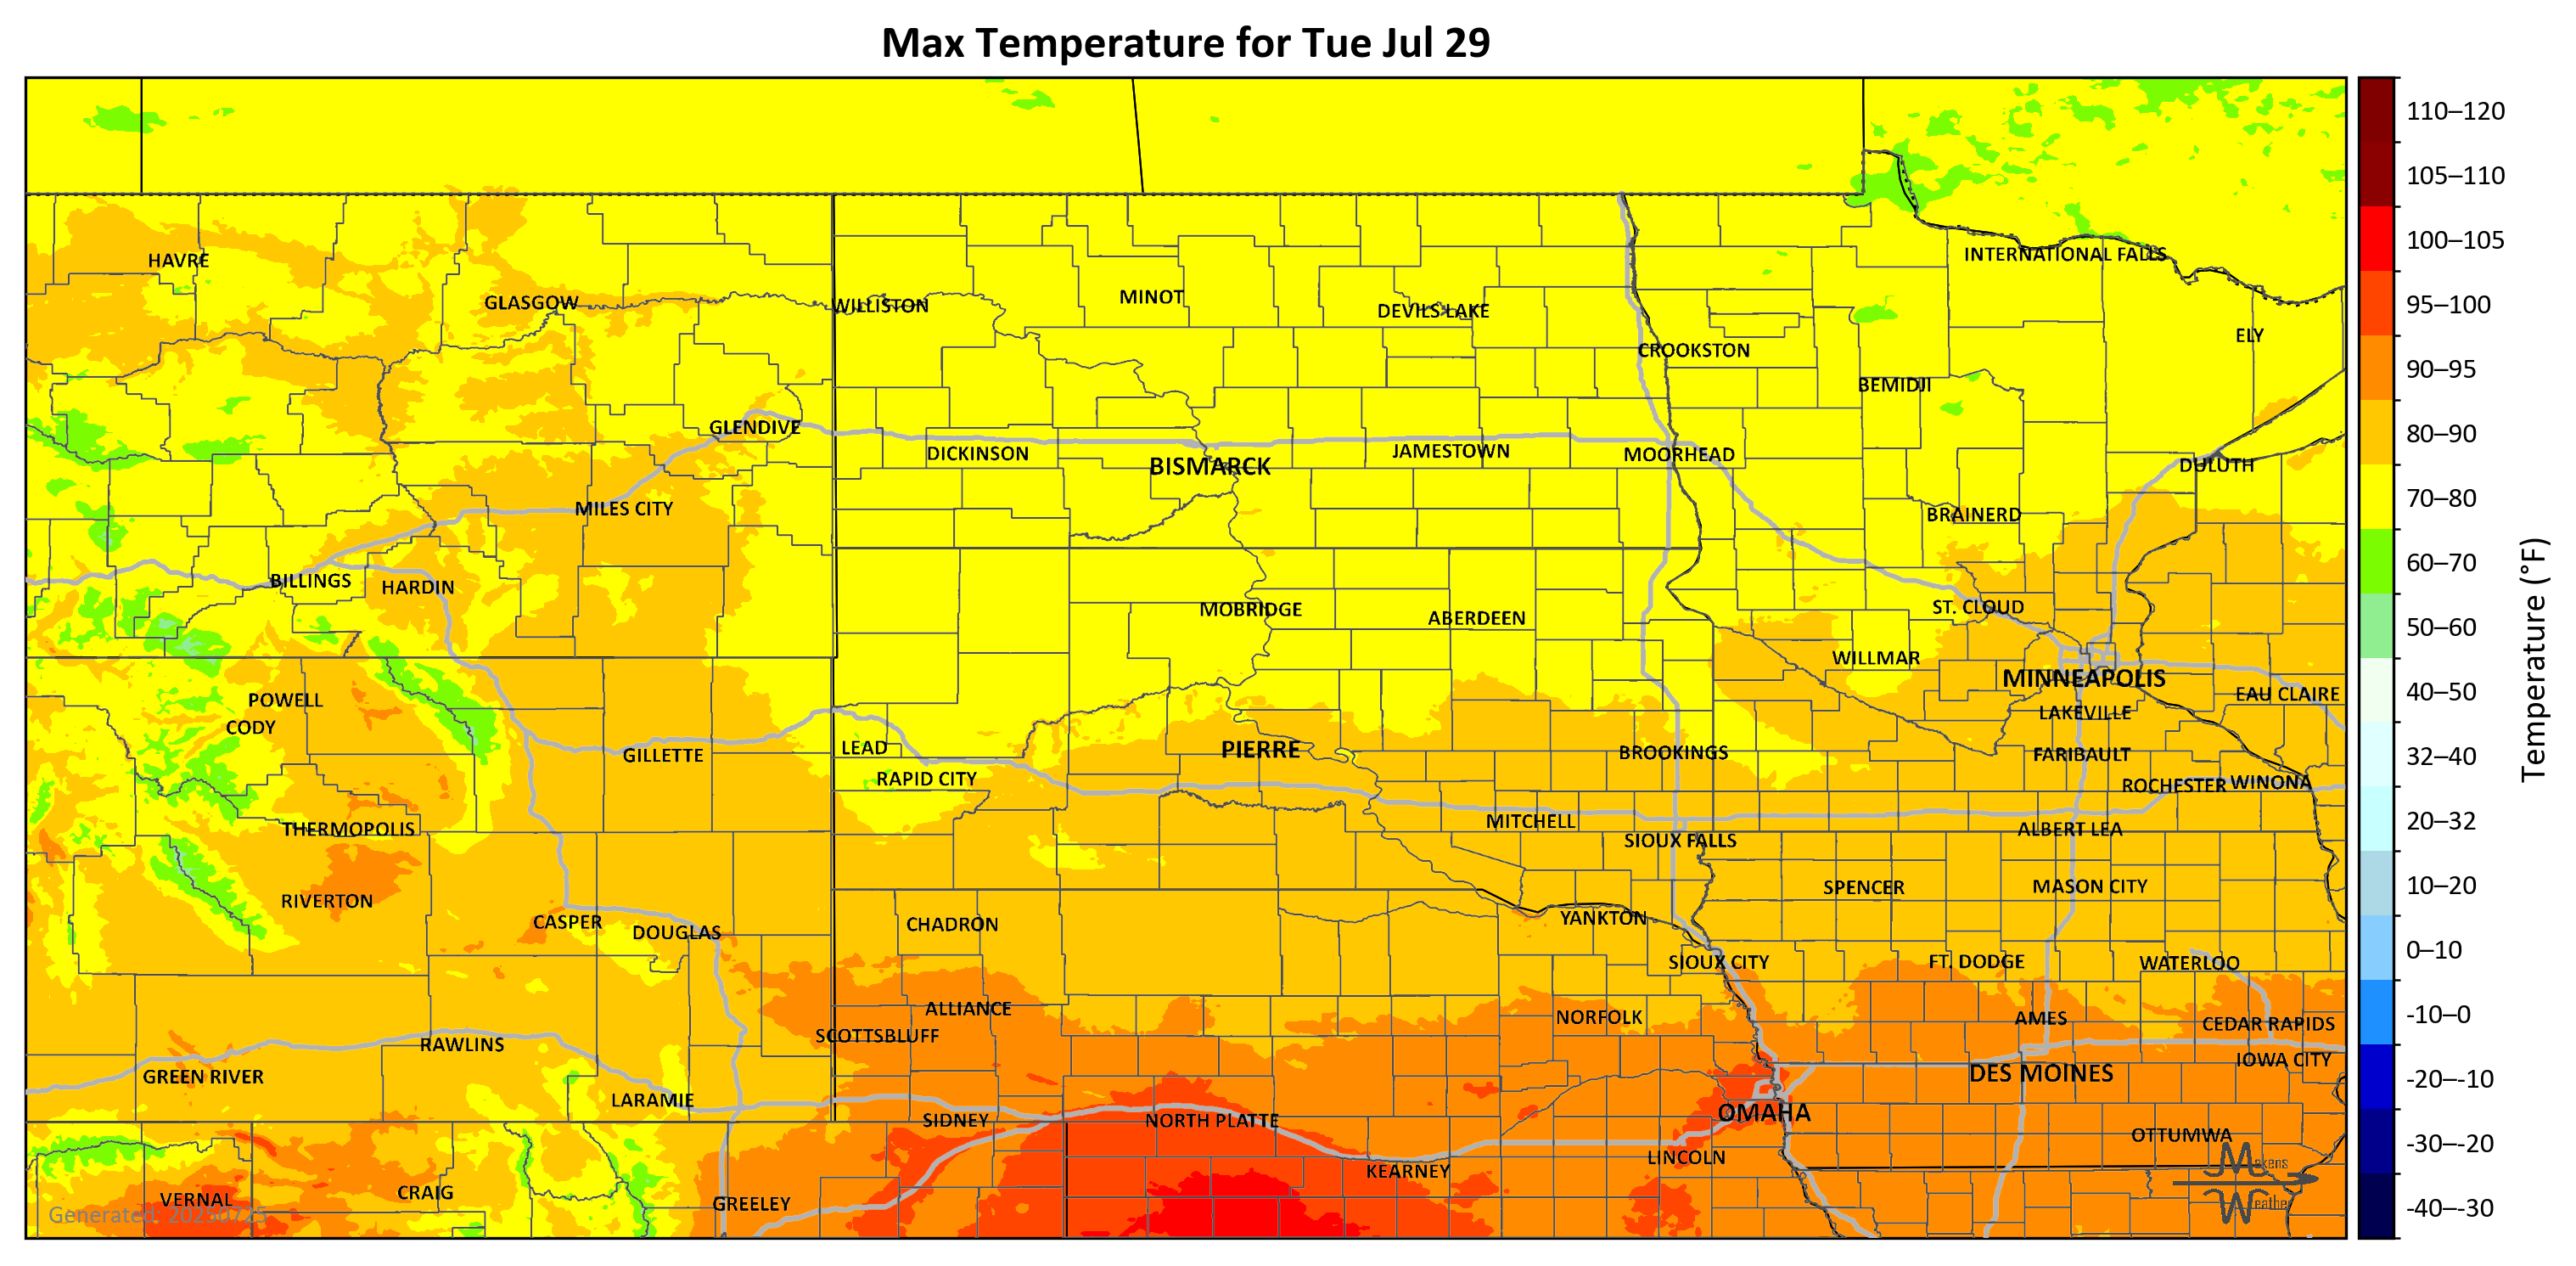 Max Temperature for Tue Jul 29
110–120
105–110
100–105
95–100
90–95
80–90
70–80
60–70
50–60
40–50
32–40
20–32
10–20
0–10
-10–0
-20–-10
-30–-20
-40–-30
Temperature (°F)
HAVRE
INTERNATIONAL FALLS
GLASGOW
WILLISTON
MINOT
DEVILS LAKE
ELY
CROOKSTON
BEMIDJI
GLENDIVE
DICKINSON
BISMARCK
JAMESTOWN
MOORHEAD
DULUTH
MILES CITY
BRAINERD
BILLINGS
HARDIN
MOBRIDGE
ABERDEEN
ST. CLOUD
WILLMAR
MINNEAPOLIS
EAU CLAIRE
POWELL
CODY
LAKEVILLE
GILLETTE
LEAD
PIERRE
BROOKINGS
FARIBAULT
RAPID CITY
ROCHESTER
WINONA
THERMOPOLIS
MITCHELL
SIOUX FALLS
ALBERT LEA
RIVERTON
SPENCER
MASON CITY
CASPER
DOUGLAS
CHADRON
YANKTON
SIOUX CITY
FT. DODGE
WATERLOO
ALLIANCE
NORFOLK
AMES
CEDAR RAPIDS
SCOTTSBLUFF
RAWLINS
IOWA CITY
GREEN RIVER
DES MOINES
LARAMIE
SIDNEY
NORTH PLATTE
OMAHA
OTTUMWA
KEARNEY
LINCOLN
VERNAL
CRAIG
GREELEY
Generated: 20250725
Makens
Weather